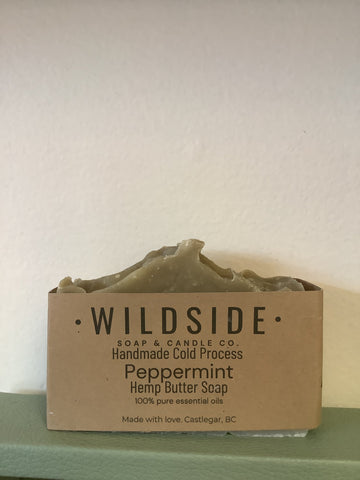 • WILDSIDE •
SOAP & CANDLE CO.
Handmade Cold Process
Peppermint
Hemp Butter Soap
100% pure essential oils
Made with love, Castlegar, BC